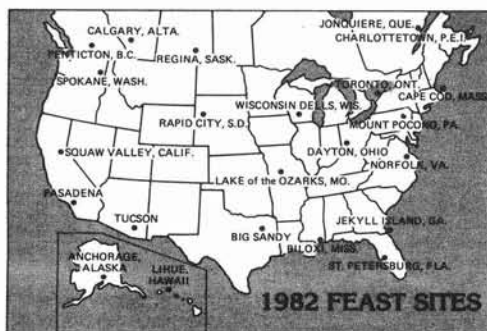 JONQUIERE, QUE.
CALGARY, ALTA.
CHARLOTTETOWN, P.E.I.
PENTICTON, B.C.
REGINA, SASK.
SPOKANE, WASH.
TORONTO, ONT.
CAPE COD, MASS.
WISCONSIN DELLS, WIS.
RAPID CITY, S.D.
MOUNT POCONO, PA.
SQUAW VALLEY, CALIF.
DAYTON, OHIO
NORFOLK, VA.
LAKE of the OZARKS, MO.
PASADENA
TUCSON
JEKYLL ISLAND, GA.
BIG SANDY
BILOXI, MISS.
ANCHORAGE,
ALASKA
LIHUE,
HAWAII
ST. PETERSBURG, FLA.
1982 FEAST SITES